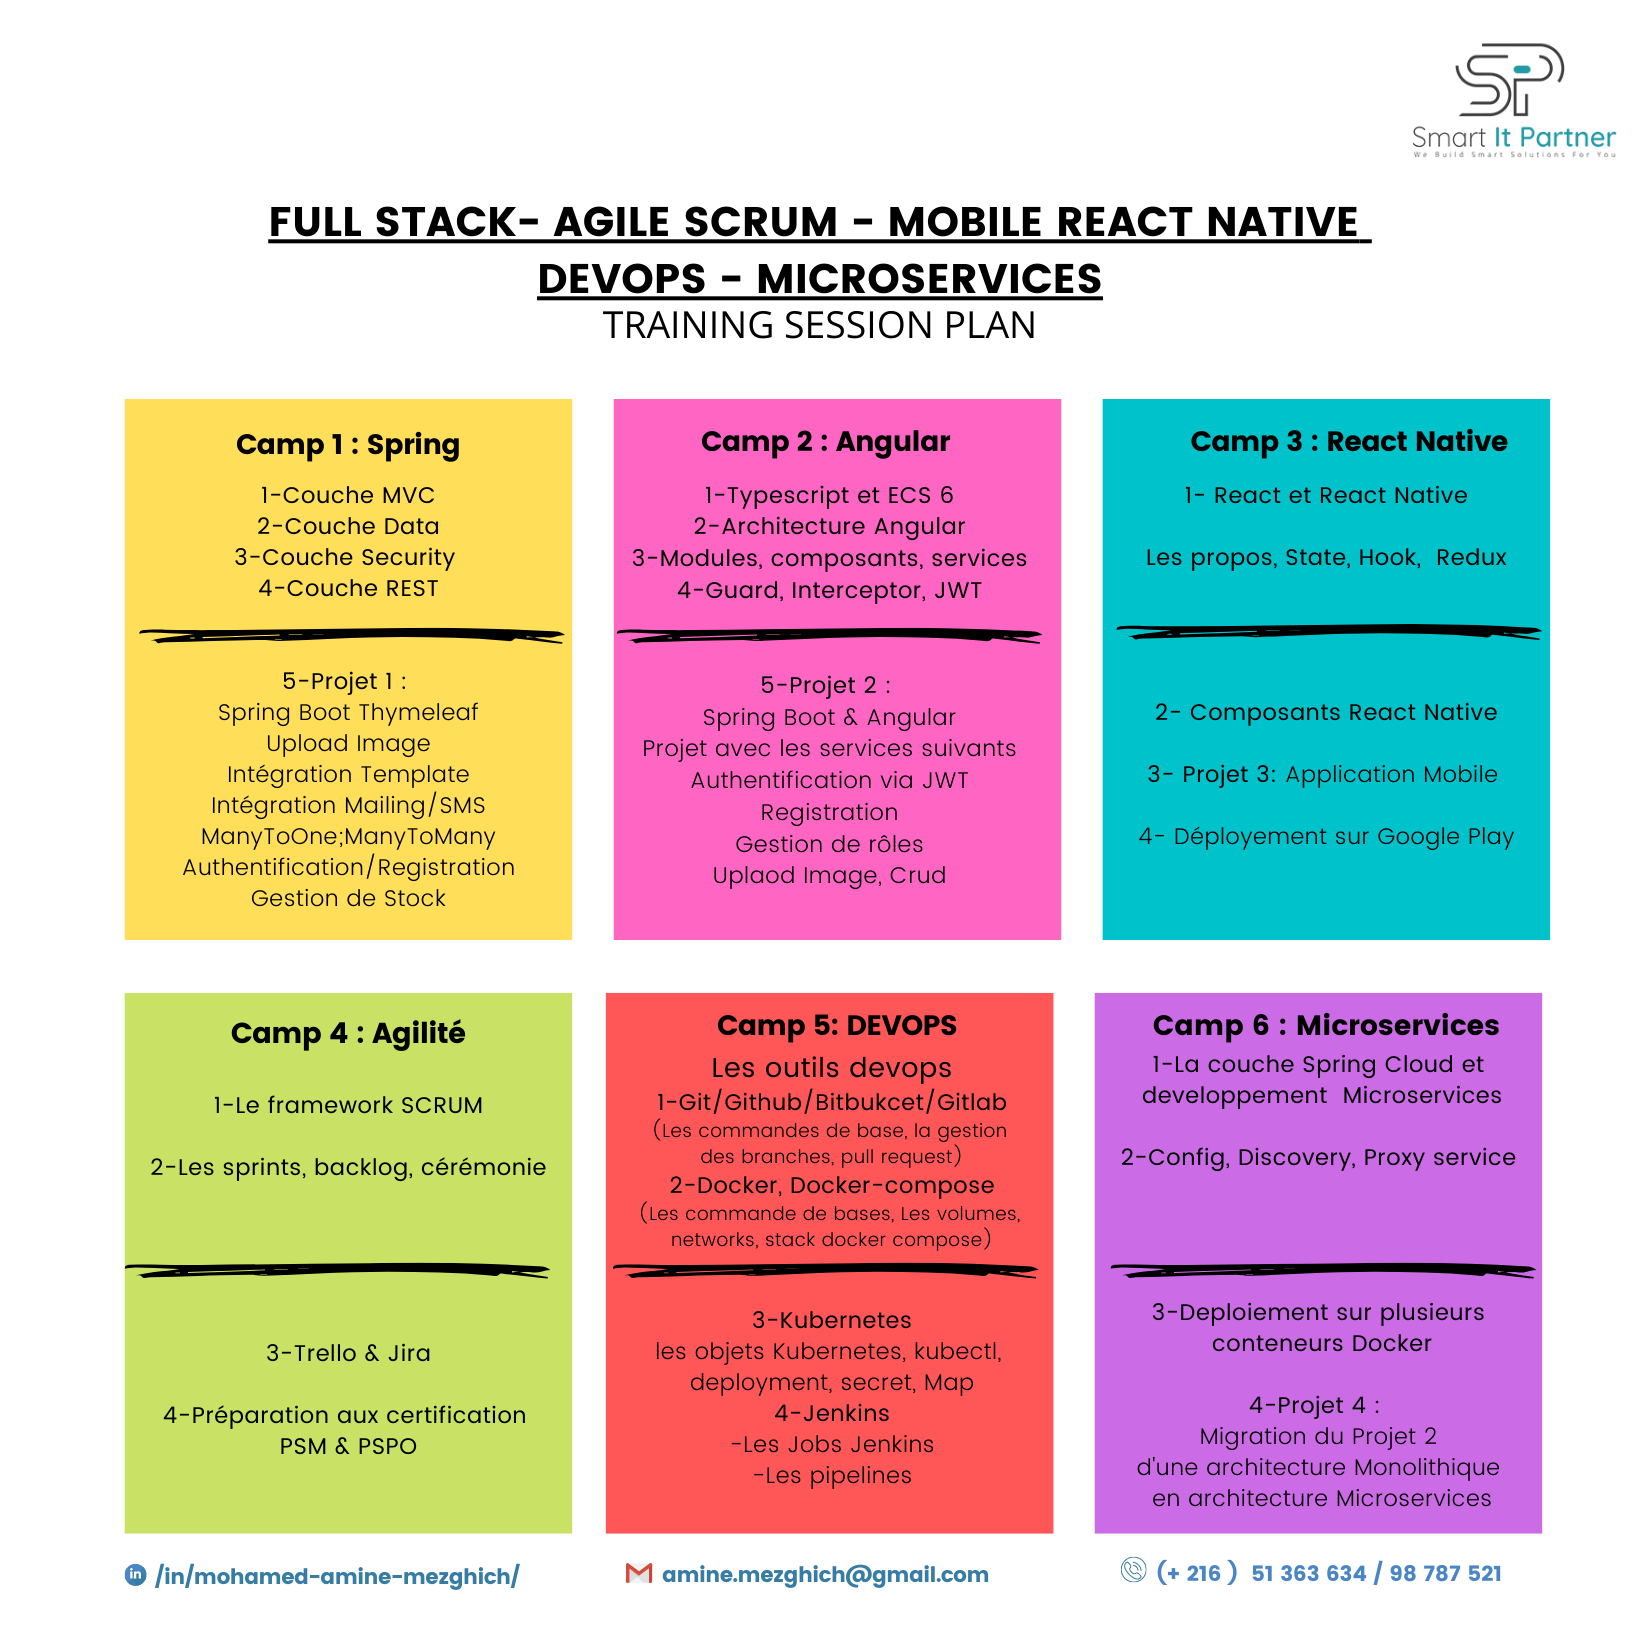 SP
Smart It Partner
We Build Smart Solutions For You
FULL STACK- AGILE SCRUM - MOBILE REACT NATIVE
DEVOPS - MICROSERVICES
TRAINING SESSION PLAN
Camp 1 : Spring
1-Couche MVC
2-Couche Data
3-Couche Security
4-Couche REST
5-Projet 1 :
Spring Boot Thymeleaf
Upload Image
Intégration Template
Intégration Mailing/SMS
ManyToOne;ManyToMany
Authentification/Registration
Gestion de Stock
Camp 2 : Angular
1-Typescript et ECS 6
2-Architecture Angular
3-Modules, composants, services
4-Guard, Interceptor, JWT
5-Projet 2 :
Spring Boot & Angular
Projet avec les services suivants
Authentification via JWT
Registration
Gestion de rôles
Uplaod Image, Crud
Camp 3 : React Native
1- React et React Native
Les propos, State, Hook,  Redux
2- Composants React Native
3- Projet 3: Application Mobile
4- Déployement sur Google Play
Camp 4 : Agilité
1-Le framework SCRUM
2-Les sprints, backlog, cérémonie
3-Trello & Jira
4-Préparation aux certification
PSM & PSPO
Camp 5: DEVOPS
Les outils devops
1-Git/Github/Bitbukcet/Gitlab
(Les commandes de base, la gestion
des branches, pull request)
2-Docker, Docker-compose
(Les commande de bases, Les volumes,
networks, stack docker compose)
3-Kubernetes
les objets Kubernetes, kubectl,
deployment, secret, Map
4-Jenkins
-Les Jobs Jenkins
-Les pipelines
Camp 6 : Microservices
1-La couche Spring Cloud et
developpement  Microservices
2-Config, Discovery, Proxy service
3-Deploiement sur plusieurs
conteneurs Docker
4-Projet 4 :
Migration du Projet 2
d'une architecture Monolithique
en architecture Microservices
in /in/mohamed-amine-mezghich/
amine.mezghich@gmail.com
(+ 216 )  51 363 634 / 98 787 521